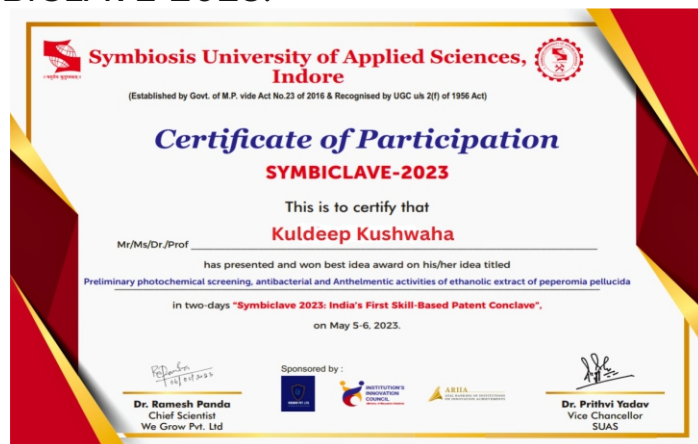 Symbiosis University of Applied Sciences,
Indore
(Established by Govt. of M.P. vide Act No.23 of 2016 & Recognised by UGC u/s 2(f) of 1956 Act)
Certificate of Participation
SYMBICLAVE-2023
This is to certify that
Mr/Ms/Dr./Prof Kuldeep Kushwaha
has presented and won best idea award on his/her idea titled
Preliminary photochemical screening, antibacterial and Anthelmentic activities of ethanolic extract of peperomia pellucida
in two-days "Symbiclave 2023: India's First Skill-Based Patent Conclave",
on May 5-6, 2023.
Sponsored by :
INSTITUTION'S
INNOVATION
COUNCIL
ARIIA
Dr. Ramesh Panda
Chief Scientist
We Grow Pvt. Ltd
Dr. Prithvi Yadav
Vice Chancellor
SUAS